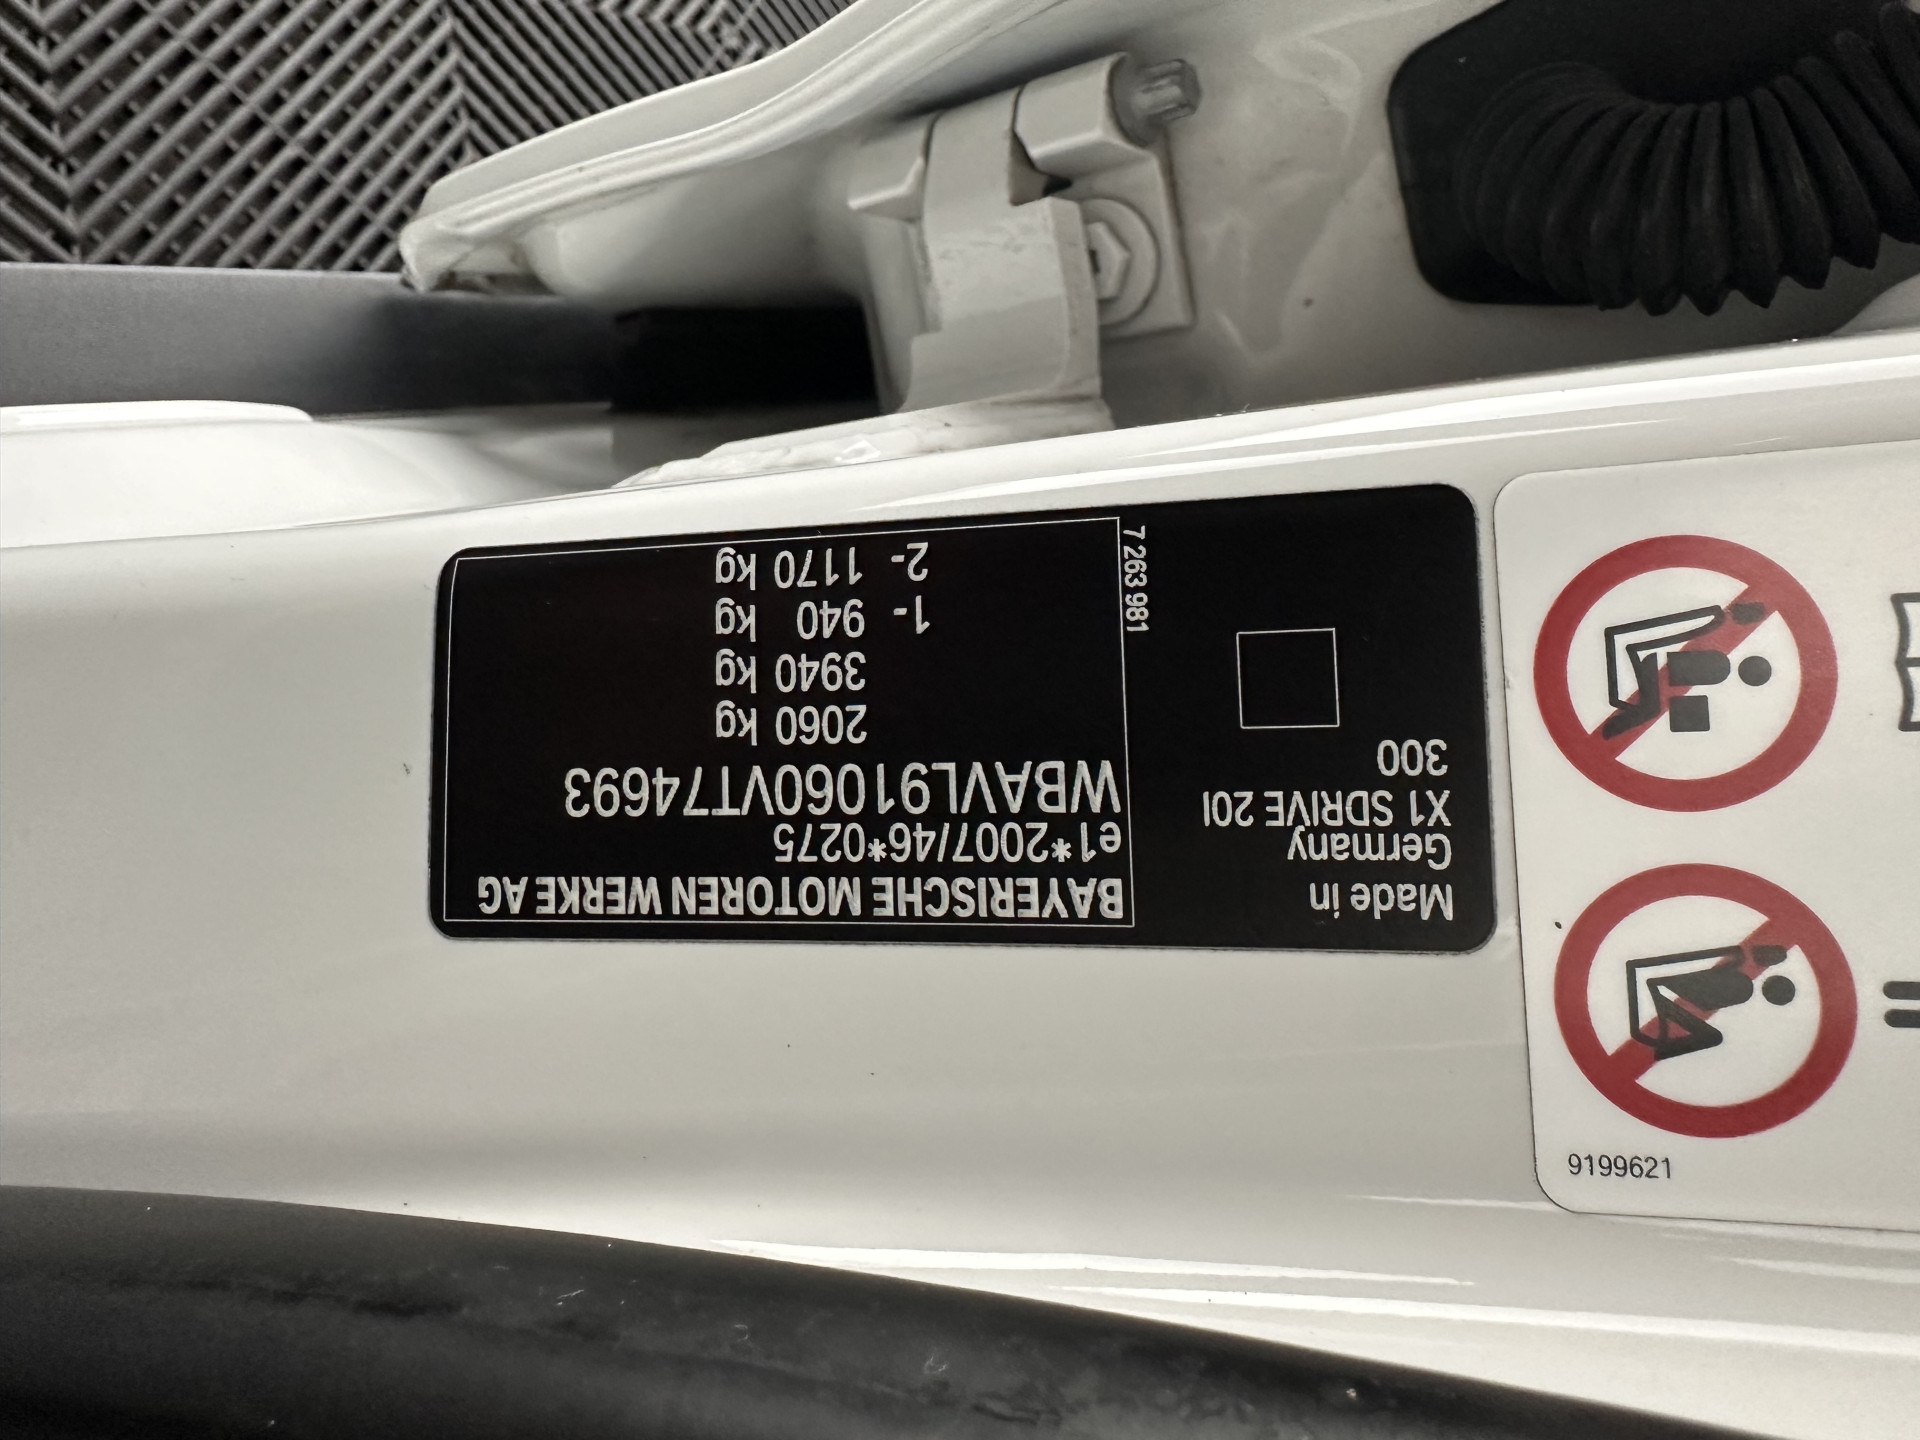 BAYERISCHE MOTOREN WERKE AG
e1*2007/46*0275
WBAVL91060VT74693
2060 kg
3940 kg
1- 940 kg
2- 1170 kg
7 263 981
Made in
Germany
X1 SDRIVE 20I
300
9199621